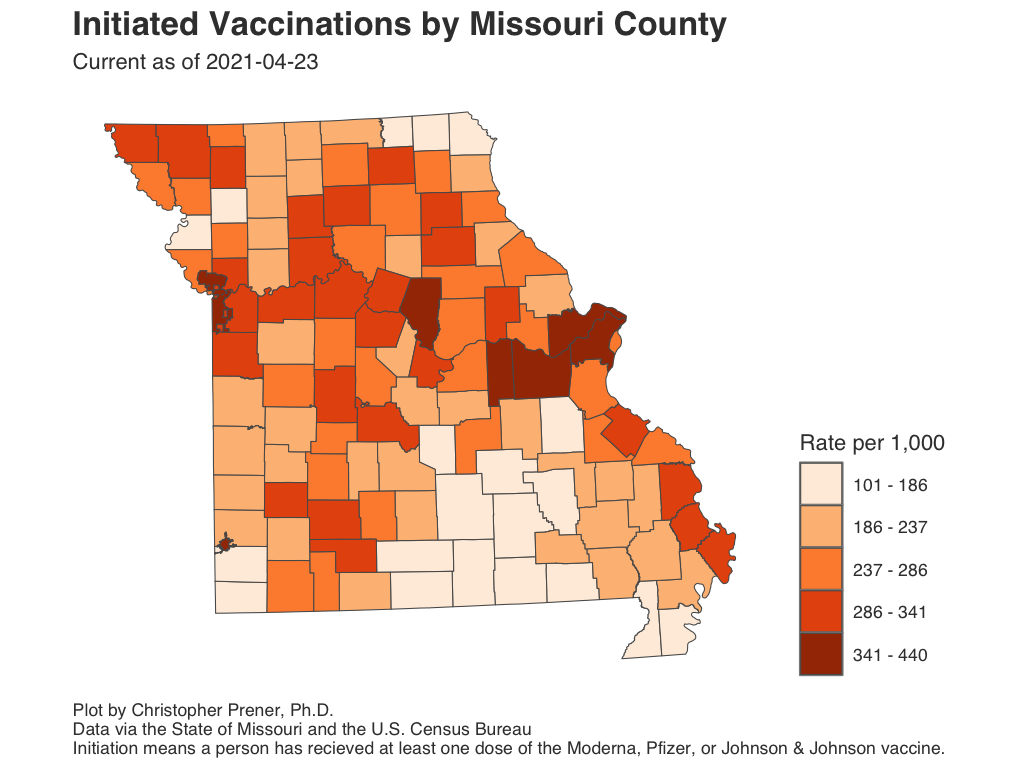 Initiated Vaccinations by Missouri County
Current as of 2021-04-23
Rate per 1,000
101 - 186
186 - 237
237 - 286
286 - 341
341 - 440
Plot by Christopher Prener, Ph.D.
Data via the State of Missouri and the U.S. Census Bureau
Initiation means a person has recieved at least one dose of the Moderna, Pfizer, or Johnson & Johnson vaccine.